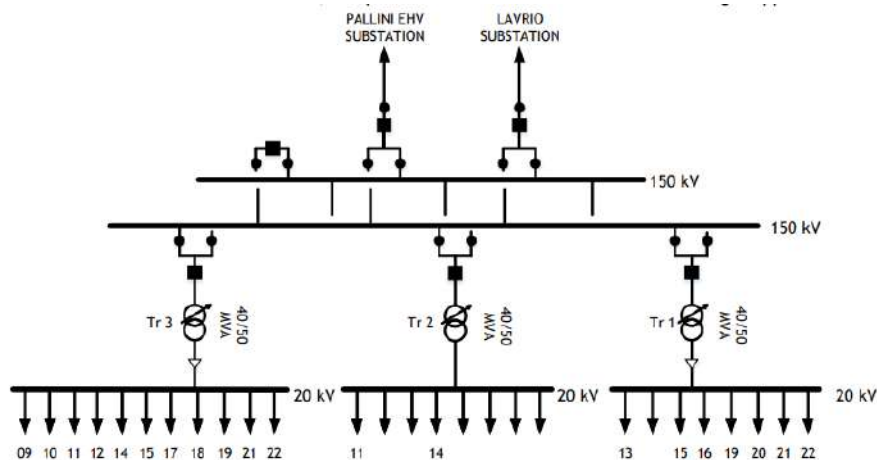 PALLINI EHV
SUBSTATION
LAVRIO
SUBSTATION
150 kV
150 kV
Tr 3
40/50
MVA
Tr 2
40/50
MVA
Tr 1
40/50
MVA
20 kV
20 kV
20 kV
09 10 11 12 14 15 17 18 19 21 22
11 14
13 15 16 19 20 21 22